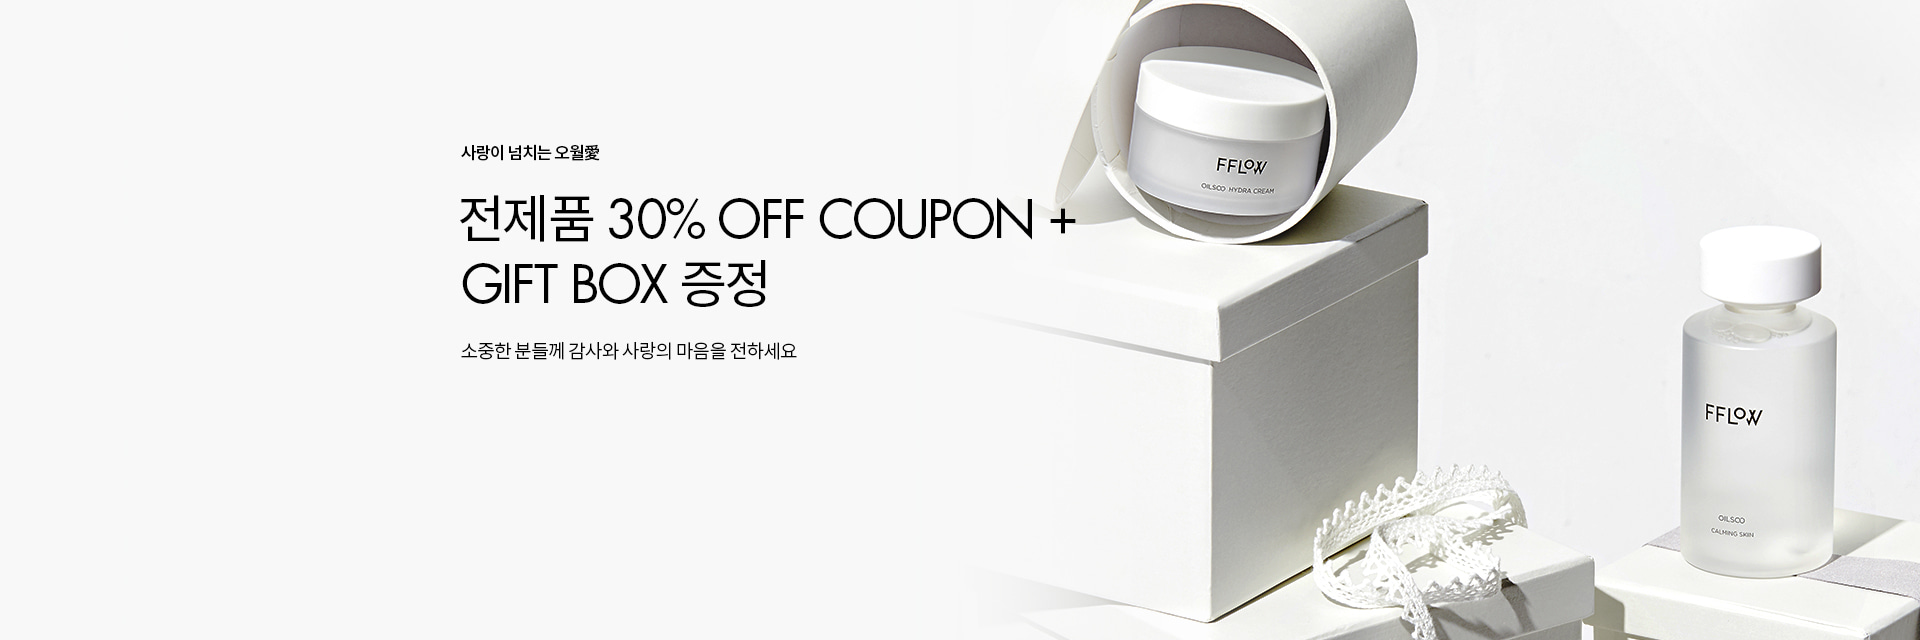 사랑이 넘치는 오월愛
전제품 30% OFF COUPON +
GIFT BOX 증정
소중한 분들께 감사와 사랑의 마음을 전하세요
FFLOW
OILSOO HYDRA CREAM
FFLOW
OILSOO
CALMING SKIN